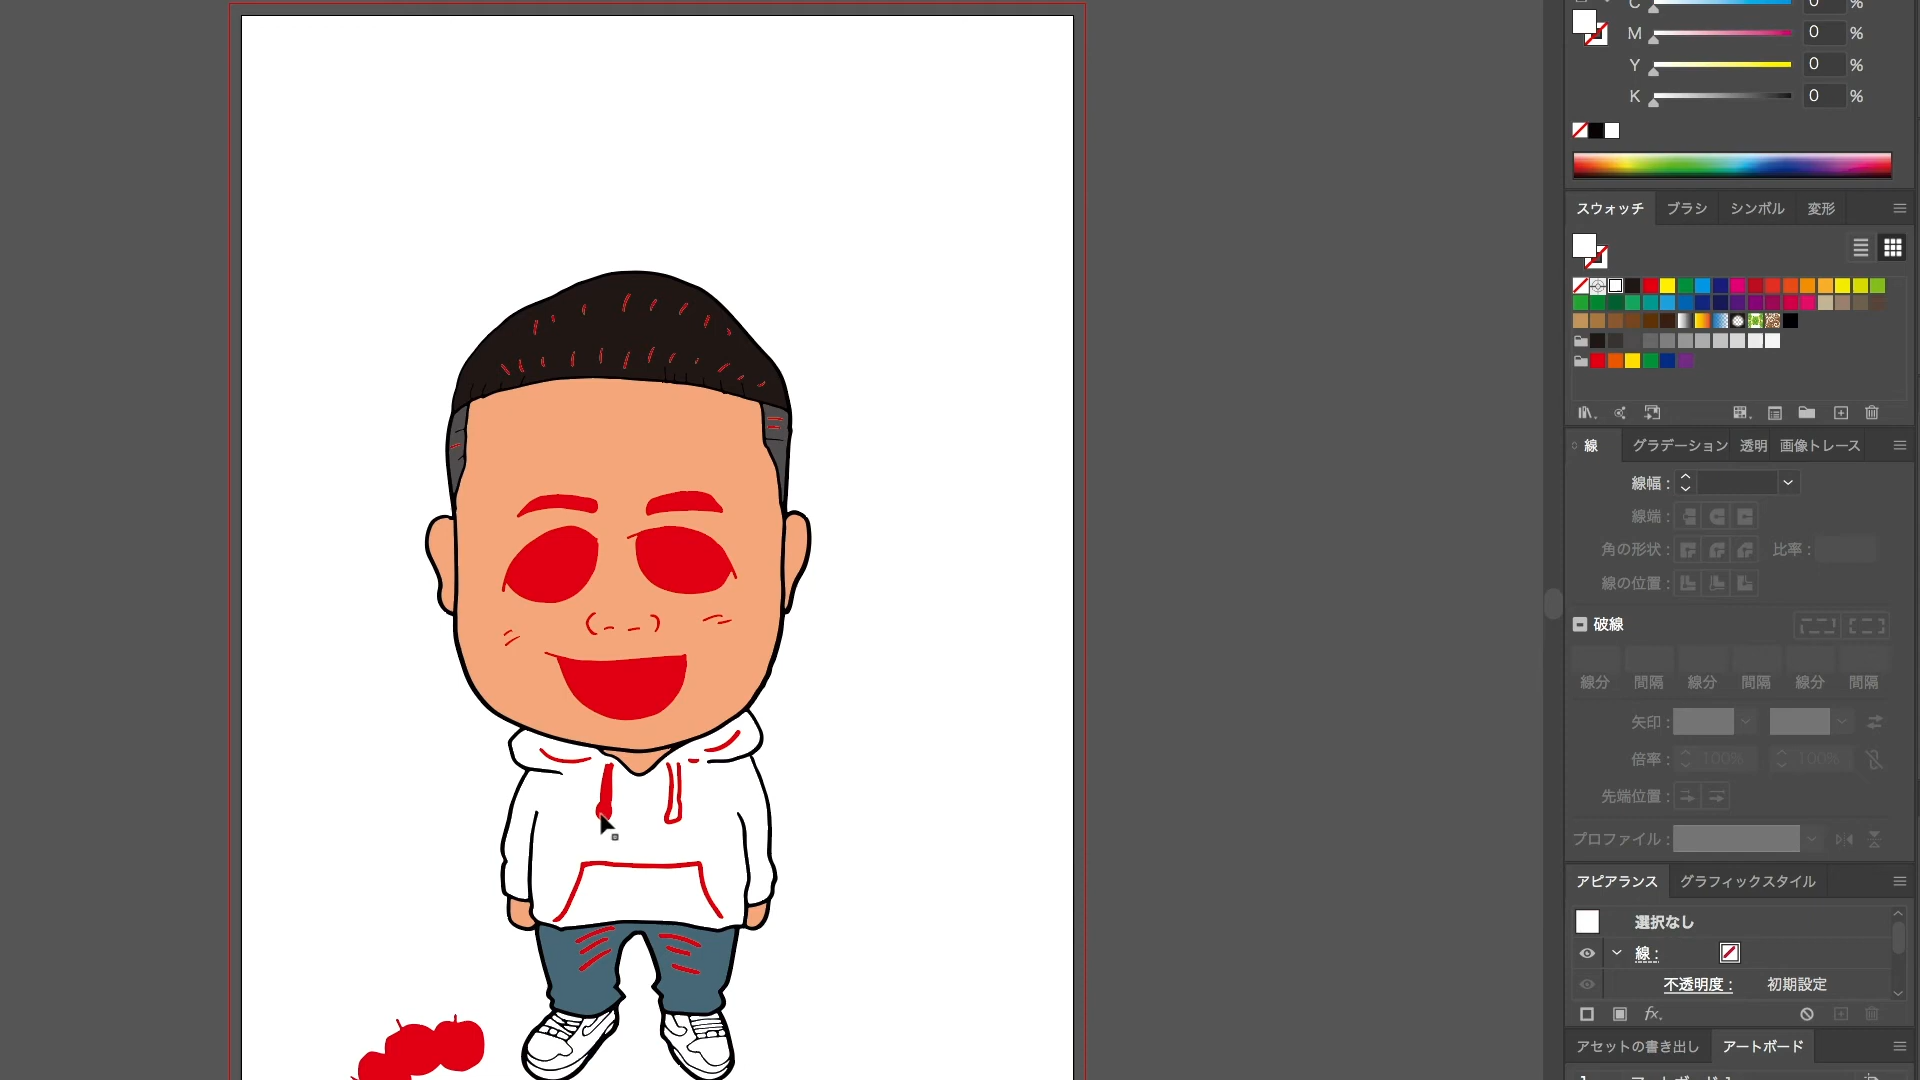 C 0 %
M 0 %
Y 0 %
K 0 %
スウォッチ ブラシ シンボル 変形
線 グラデーション 透明 画像トレース
線幅 :
線端 :
角の形状 : 比率 :
線の位置 :
破線
線分 間隔 線分 間隔 線分 間隔
矢印 :
倍率 : 100% 100%
先端位置 :
プロファイル :
アピアランス グラフィックスタイル
選択なし
線 :
不透明度 : 初期設定
fx.
アセットの書き出し アートボード